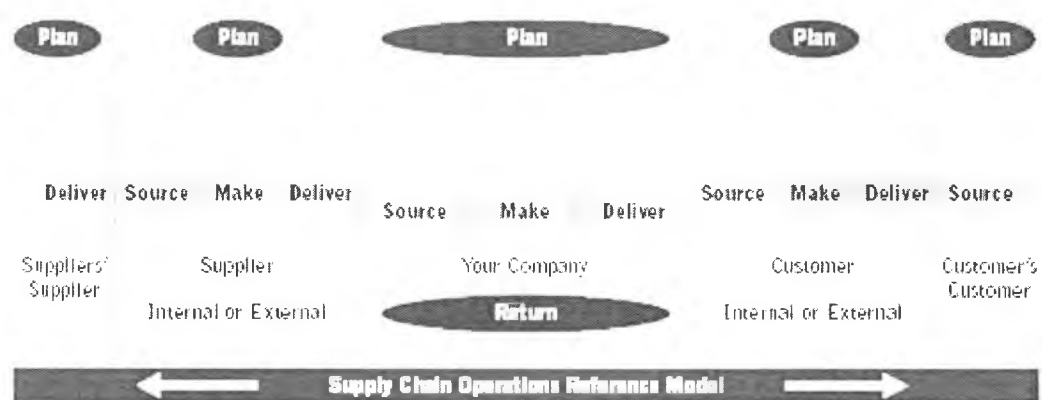 Plan Plan Plan Plan Plan
Deliver Source Make Deliver Source Make Deliver Source Make Deliver Source
Suppliers' Supplier Your Company Customer Customer's
Supplier Customer
Internal or External Return Internal or External
Supply Chain Operations Reference Model